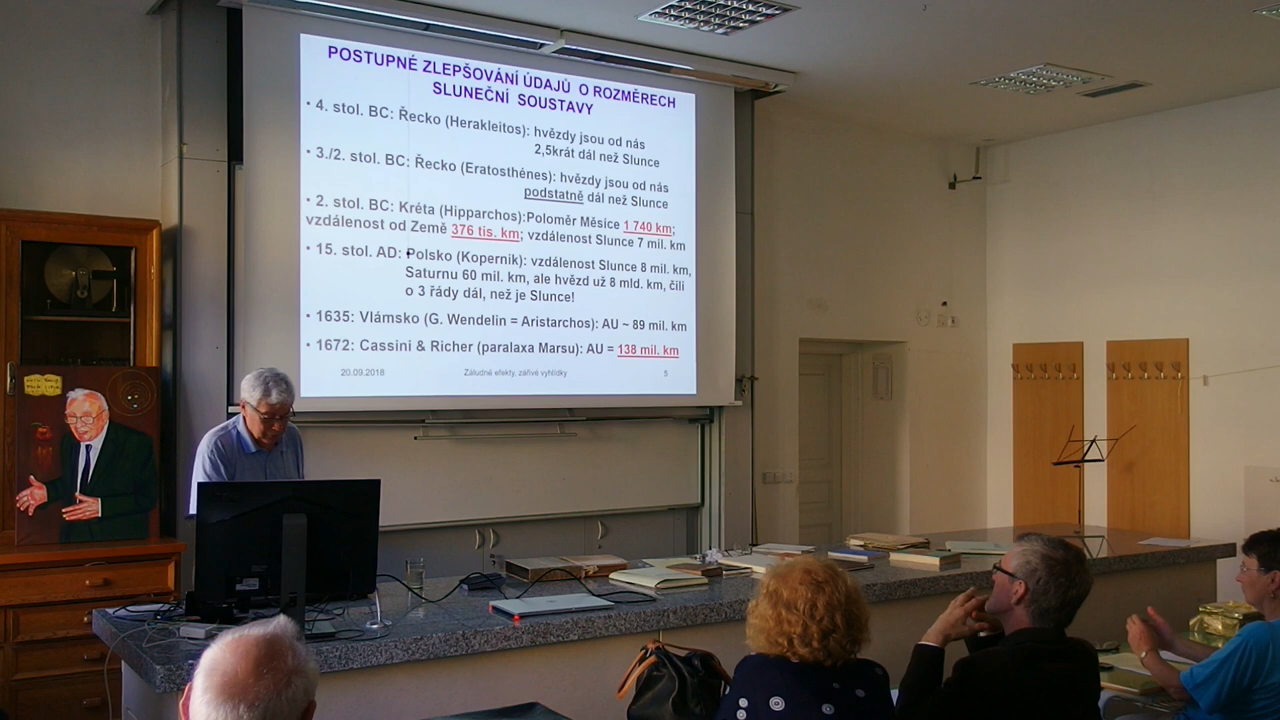 POSTUPNÉ ZLEPŠOVÁNÍ ÚDAJŮ O ROZMĚRECH
SLUNEČNÍ SOUSTAVY
• 4. stol. BC: Řecko (Herakleitos): hvězdy jsou od nás
2,5krát dál než Slunce
• 3./2. stol. BC: Řecko (Eratosthénes): hvězdy jsou od nás
podstatně dál než Slunce
• 2. stol. BC: Kréta (Hipparchos):Poloměr Měsíce 1 740 km;
vzdálenost od Země 376 tis. km; vzdálenost Slunce 7 mil. km
• 15. stol. AD: Polsko (Koperník): vzdálenost Slunce 8 mil. km,
Saturnu 60 mil. km, ale hvězd už 8 mld. km, čili
o 3 řády dál, než je Slunce!
• 1635: Vlámsko (G. Wendelin = Aristarchos): AU ~ 89 mil. km
• 1672: Cassini & Richer (paralaxa Marsu): AU = 138 mil. km
20.09.2018 Záludné efekty, zářivé vyhlídky 5